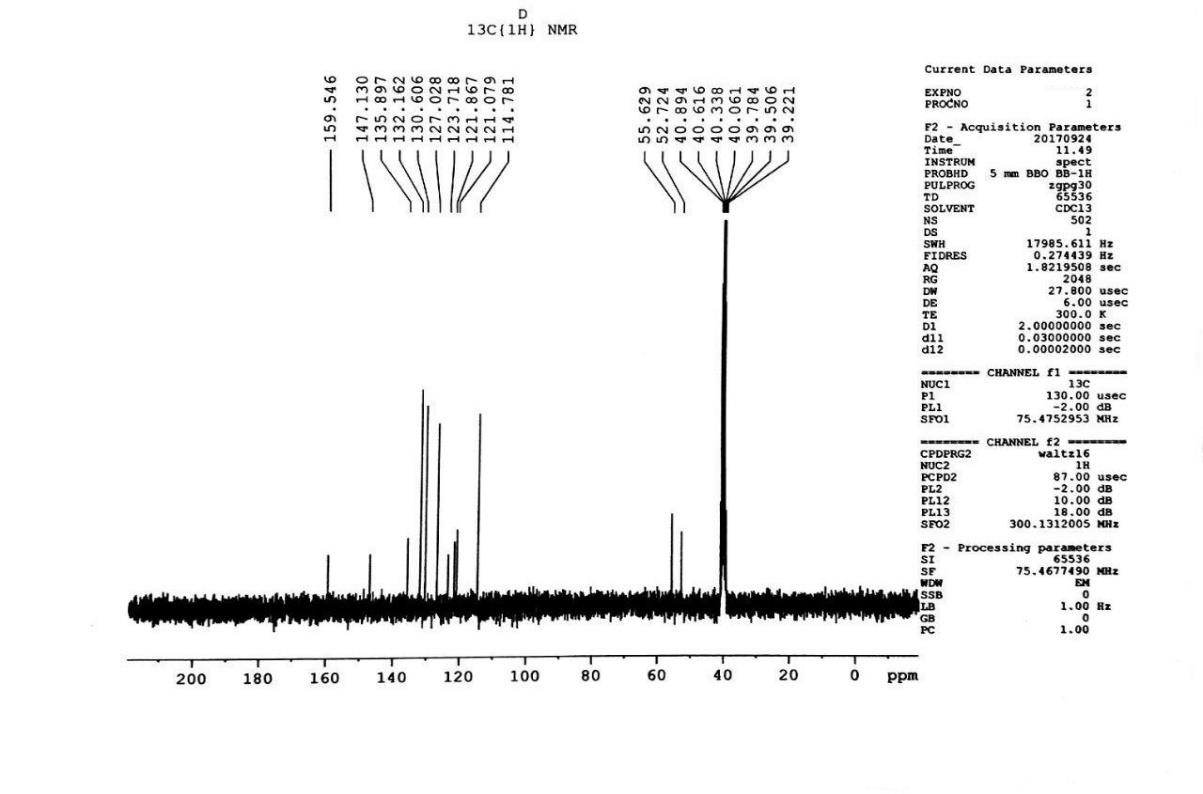 D
13C{1H} NMR
159.546
147.130
135.897
132.162
130.606
127.028
123.718
121.867
121.079
114.781
55.629
52.724
40.894
40.616
40.338
40.061
39.784
39.506
39.221
200 180 160 140 120 100 80 60 40 20 0 ppm
Current Data Parameters
EXPNO 2
PROCNO 1
F2 - Acquisition Parameters
Date_ 20170924
Time 11.49
INSTRUM spect
PROBHD 5 mm BBO BB-1H
PULPROG zgpg30
TD 65536
SOLVENT CDCl3
NS 502
DS 1
SWH 17985.611 Hz
FIDRES 0.274439 Hz
AQ 1.8219508 sec
RG 2048
DW 27.800 usec
DE 6.00 usec
TE 300.0 K
D1 2.00000000 sec
d11 0.03000000 sec
d12 0.00002000 sec
======== CHANNEL f1 ========
NUC1 13C
P1 130.00 usec
PL1 -2.00 dB
SFO1 75.4752953 MHz
======== CHANNEL f2 ========
CPDPRG2 waltz16
NUC2 1H
PCPD2 87.00 usec
PL2 -2.00 dB
PL12 10.00 dB
PL13 18.00 dB
SFO2 300.1312005 MHz
F2 - Processing parameters
SI 65536
SF 75.4677490 MHz
WDW EM
SSB 0
LB 1.00 Hz
GB 0
PC 1.00